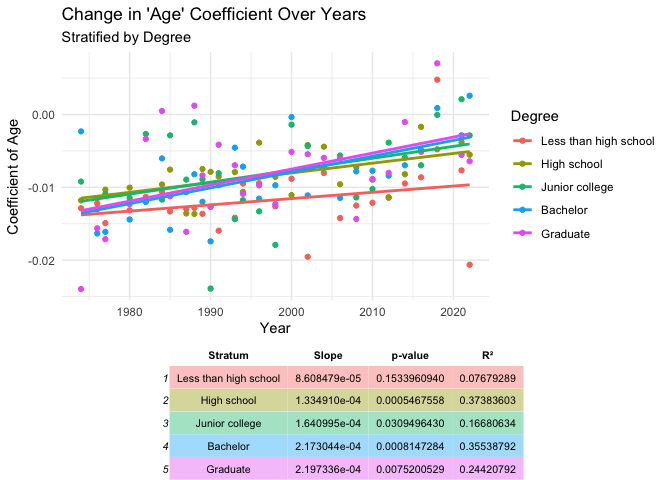 Change in 'Age' Coefficient Over Years
Stratified by Degree
Coefficient of Age
0.00
-0.01
-0.02
1980 1990 2000 2010 2020
Year
Degree
Less than high school
High school
Junior college
Bachelor
Graduate
Stratum Slope p-value R²
1 Less than high school 8.608479e-05 0.1533960940 0.07679289
2 High school 1.334910e-04 0.0005467558 0.37383603
3 Junior college 1.640995e-04 0.0309496430 0.16680634
4 Bachelor 2.173044e-04 0.0008147284 0.35538792
5 Graduate 2.197336e-04 0.0075200529 0.24420792